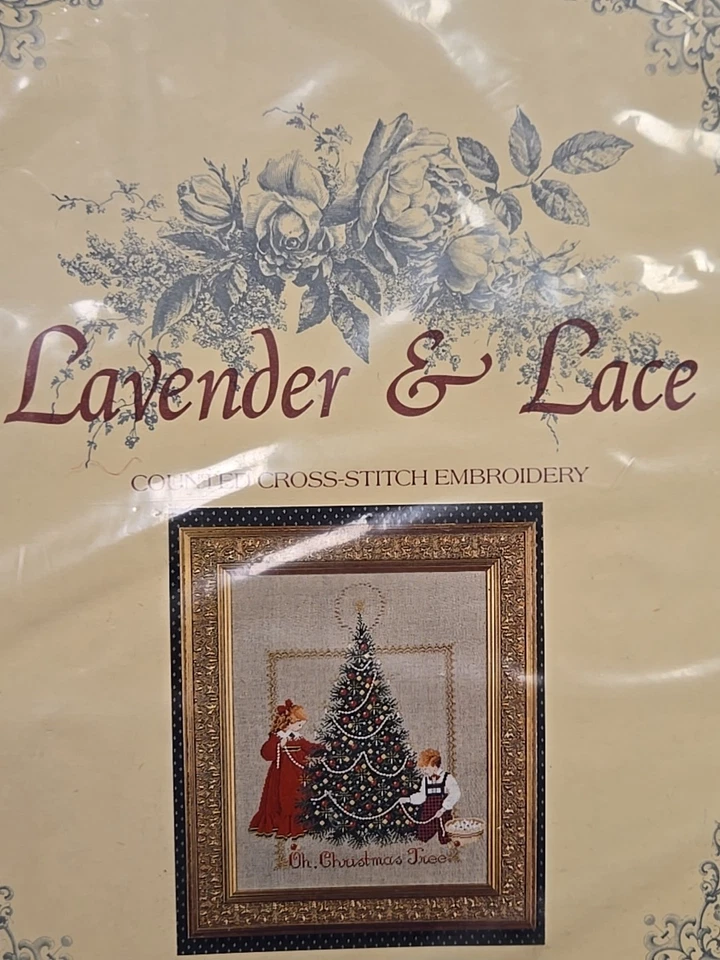 Lavender & Lace
COUNTED CROSS-STITCH EMBROIDERY
Oh, Christmas Tree